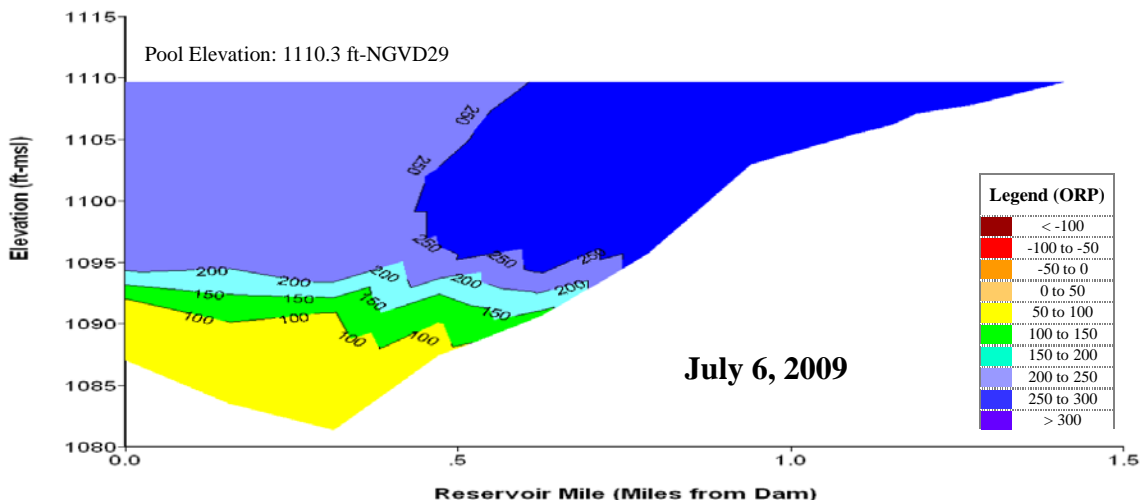 1115
Pool Elevation: 1110.3 ft-NGVD29
1110
1105
1100
1095
1090
1085
1080
Elevation (ft-msl)
250
250
250
250
250
200
200
200
200
150
150
150
150
100
100
100
100
July 6, 2009
Legend (ORP)
< -100
-100 to -50
-50 to 0
0 to 50
50 to 100
100 to 150
150 to 200
200 to 250
250 to 300
> 300
0.0
.5
1.0
1.5
Reservoir Mile (Miles from Dam)